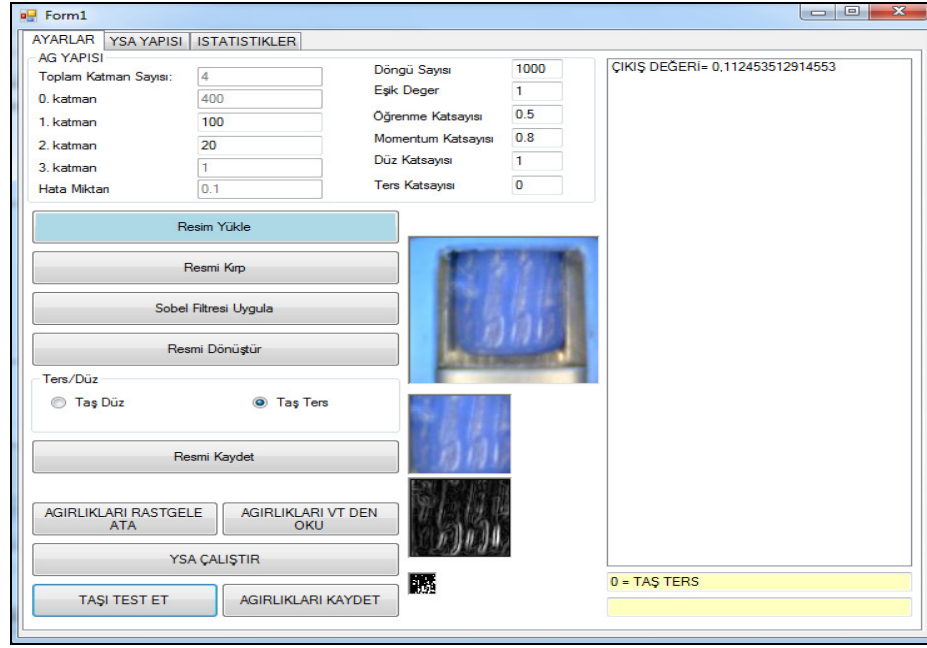 Form1
AYARLAR YSA YAPISI ISTATISTIKLER
AG YAPISI
Toplam Katman Sayısı: 4
0. katman 400
1. katman 100
2. katman 20
3. katman 1
Hata Miktarı 0.1
Döngü Sayısı 1000
Eşik Deger 1
Öğrenme Katsayısı 0.5
Momentum Katsayısı 0.8
Düz Katsayısı 1
Ters Katsayısı 0
ÇIKIŞ DEĞERİ= 0,112453512914553
Resim Yükle
Resmi Kırp
Sobel Filtresi Uygula
Resmi Dönüştür
Ters/Düz
Taş Düz Taş Ters
Resmi Kaydet
AGIRLIKLARI RASTGELE
ATA
AGIRLIKLARI VT DEN
OKU
YSA ÇALIŞTIR
TAŞI TEST ET AGIRLIKLARI KAYDET
0 = TAŞ TERS